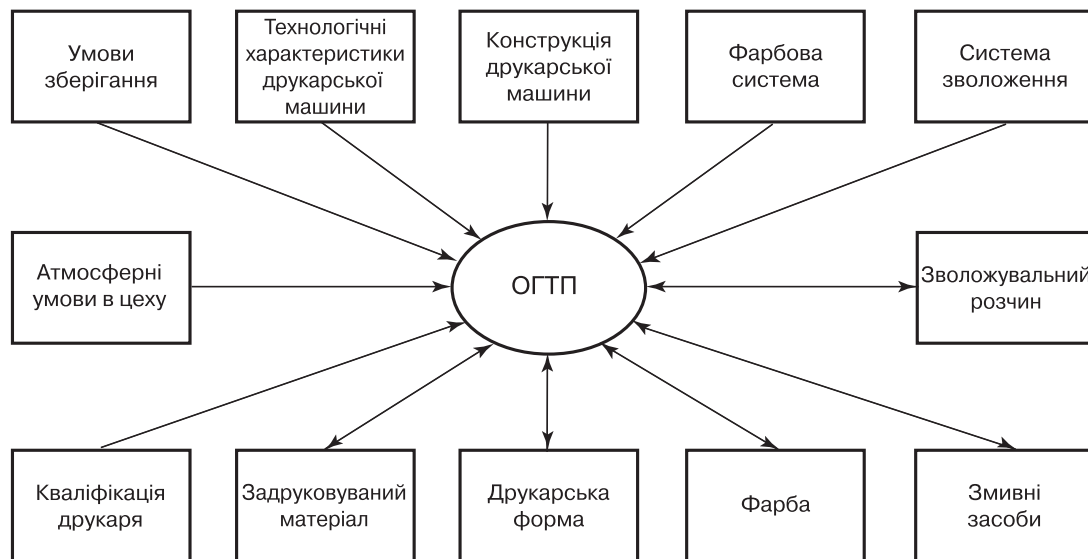 Умови
зберігання
Технологічні
характеристики
друкарської
машини
Конструкція
друкарської
машини
Фарбова
система
Система
зволоження
Атмосферні
умови в цеху
ОГТП
Зволожувальний
розчин
Кваліфікація
друкаря
Задруковуваний
матеріал
Друкарська
форма
Фарба
Змивні
засоби